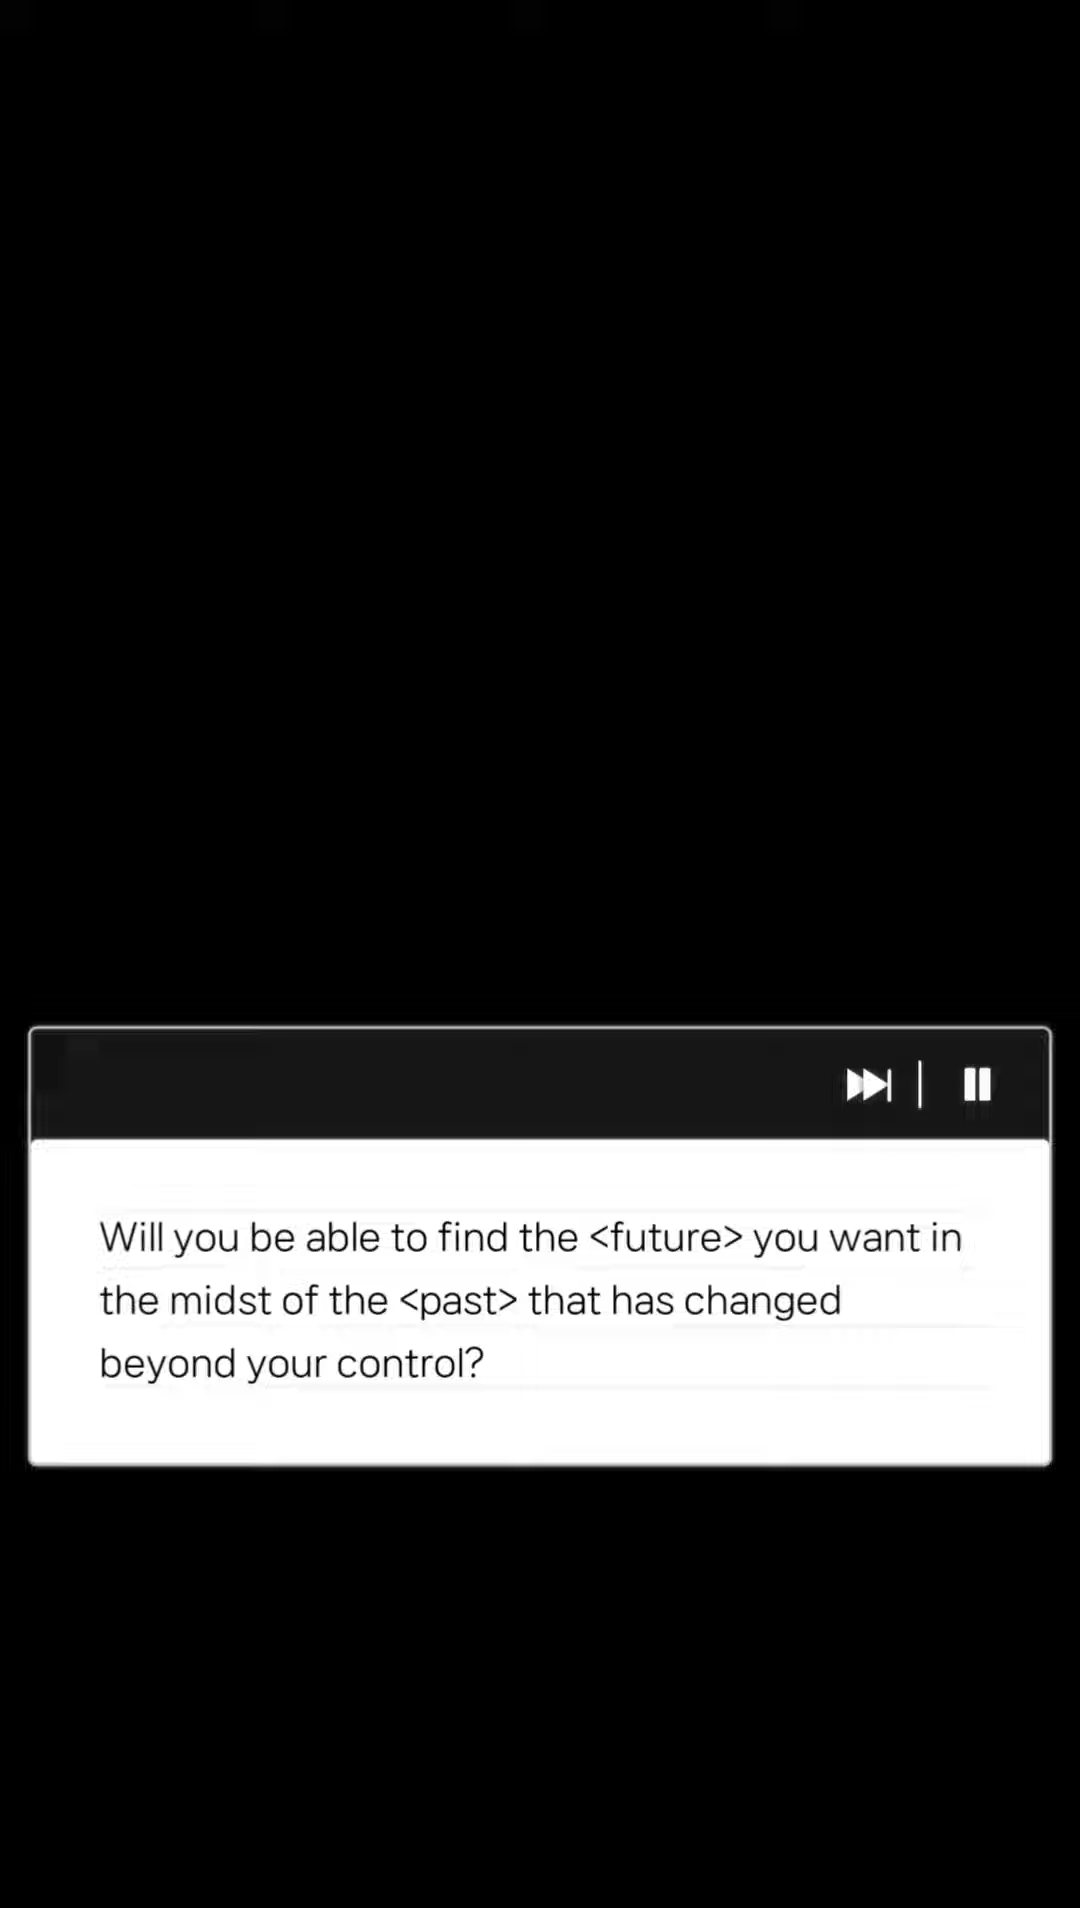 Will you be able to find the <future> you want in
the midst of the <past> that has changed
beyond your control?